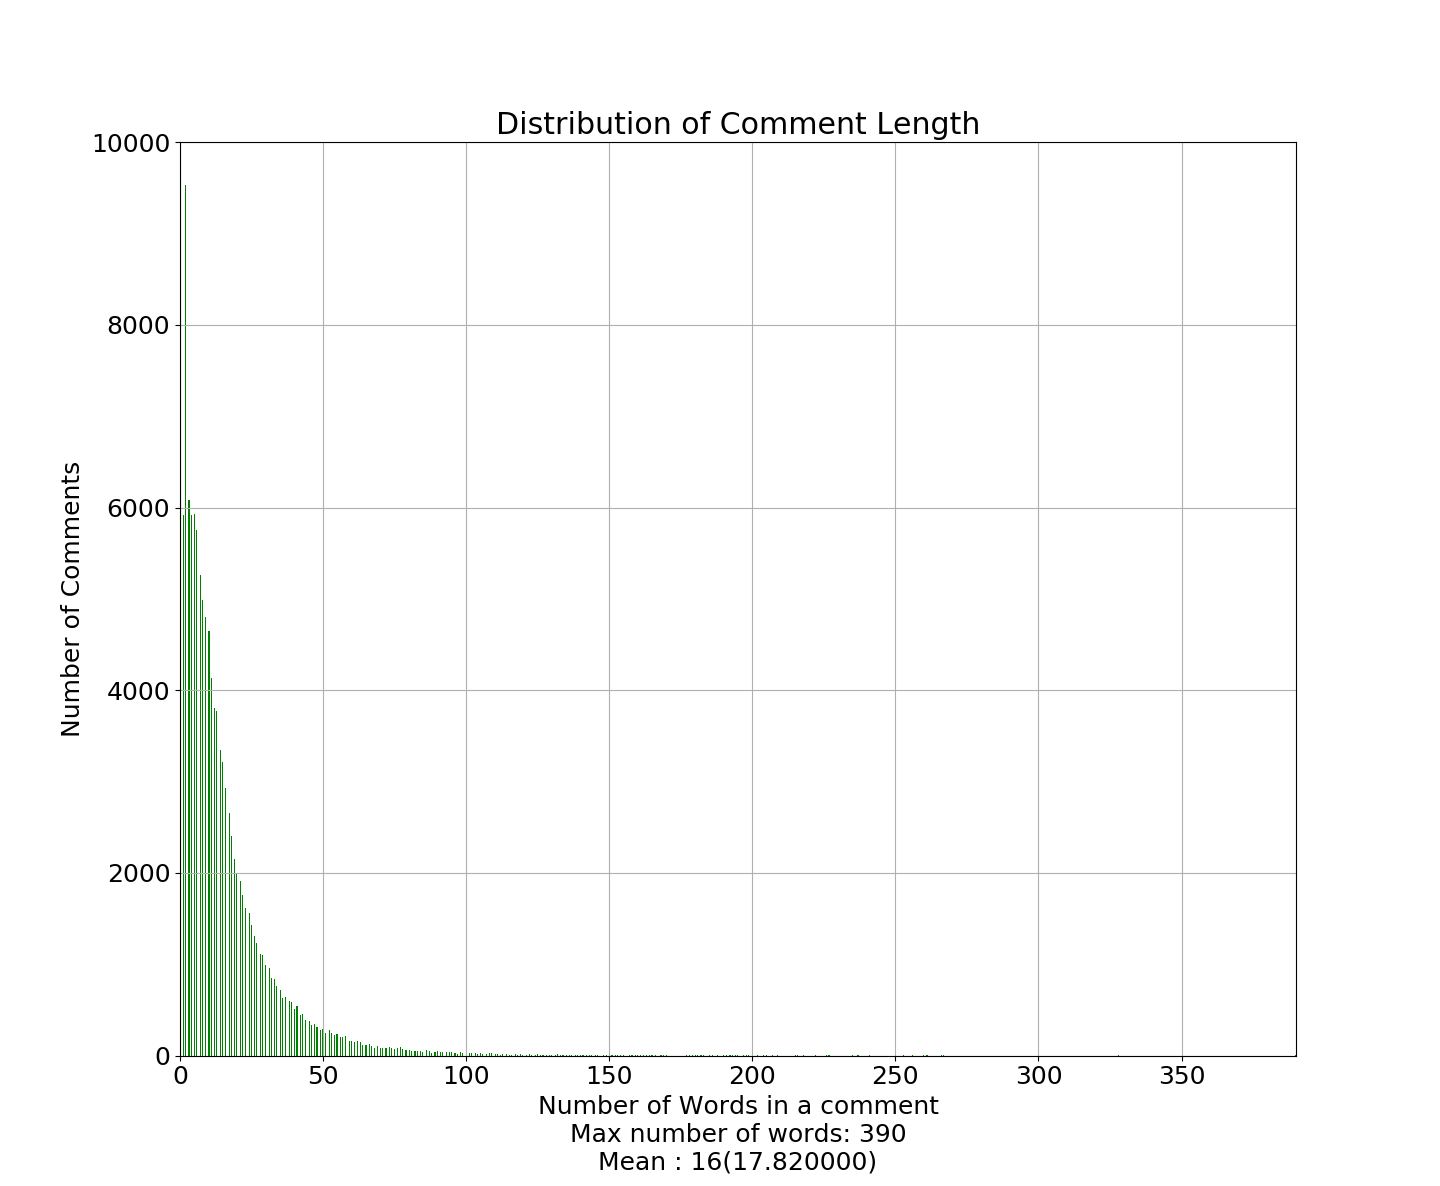 Distribution of Comment Length
10000
8000
6000
4000
2000
0
Number of Comments
0 50 100 150 200 250 300 350
Number of Words in a comment
Max number of words: 390
Mean : 16(17.820000)